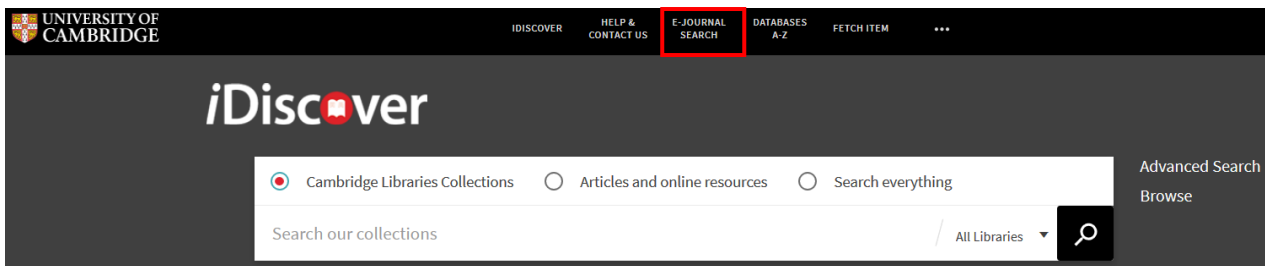 UNIVERSITY OF
CAMBRIDGE
IDISCOVER
HELP &
CONTACT US
E-JOURNAL
SEARCH
DATABASES
A-Z
FETCH ITEM
•••
iDiscover
Cambridge Libraries Collections
Articles and online resources
Search everything
Advanced Search
Browse
Search our collections
All Libraries